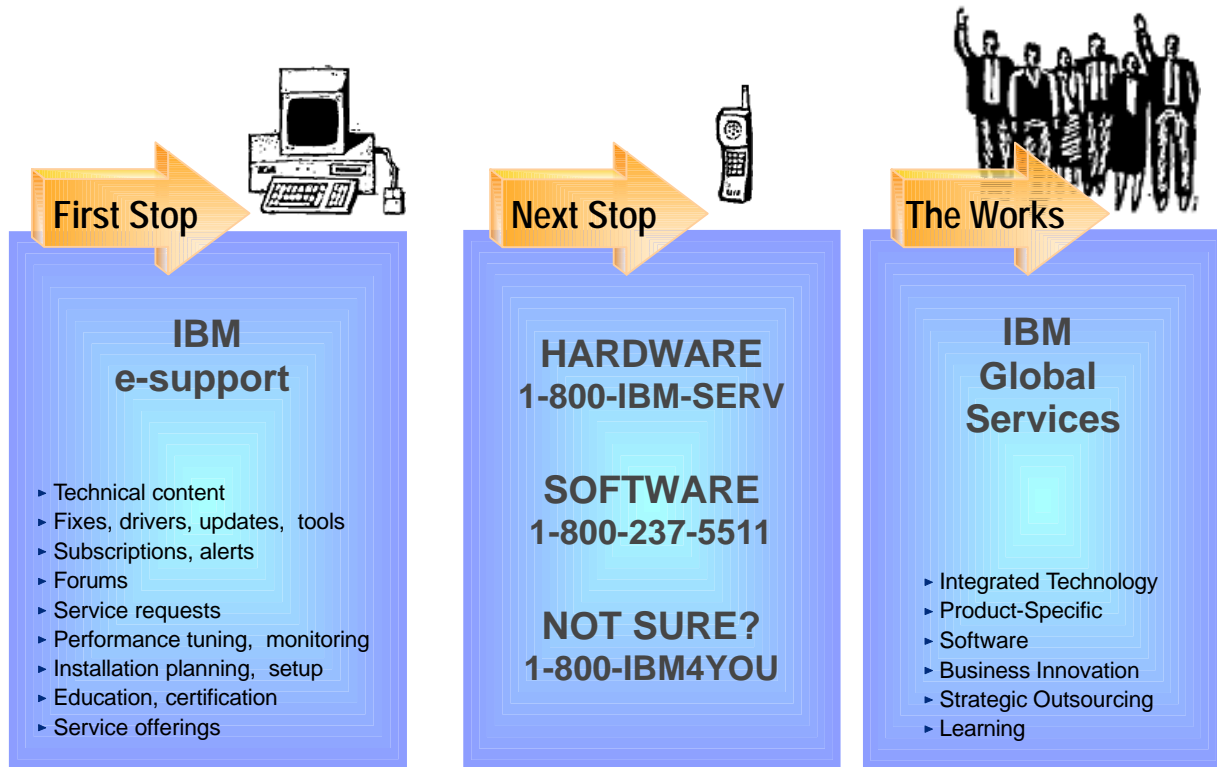 First Stop
IBM
e-support
Technical content
Fixes, drivers, updates, tools
Subscriptions, alerts
Forums
Service requests
Performance tuning, monitoring
Installation planning, setup
Education, certification
Service offerings
Next Stop
HARDWARE
1-800-IBM-SERV
SOFTWARE
1-800-237-5511
NOT SURE?
1-800-IBM4YOU
The Works
IBM
Global
Services
Integrated Technology
Product-Specific
Software
Business Innovation
Strategic Outsourcing
Learning